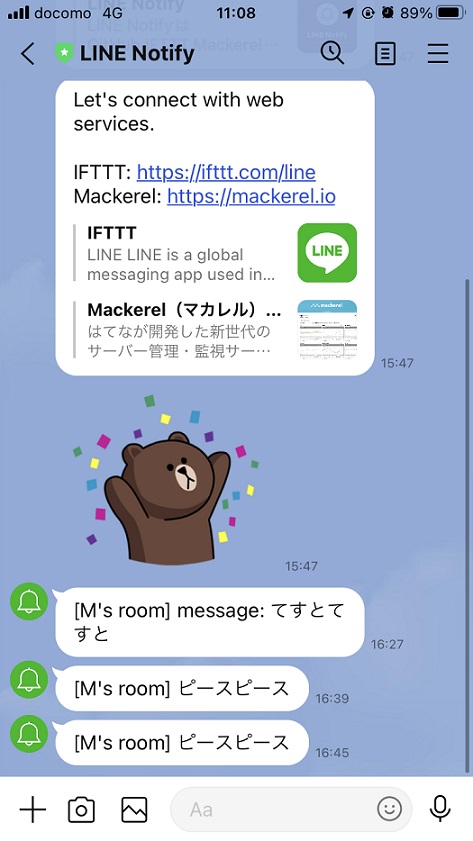 docomo 4G 11:08 89%
LINE Notify
Let's connect with web
services.
IFTTT: https://ifttt.com/line
Mackerel: https://mackerel.io
IFTTT
LINE LINE is a global
messaging app used in...
LINE
Mackerel（マカレル）...
はてなが開発した新世代の
サーバー管理・監視サー…
mackerel
15:47
15:47
[M's room] message: てすとて
すと
16:27
[M's room] ピースピース
16:39
[M's room] ピースピース
16:45
Aa